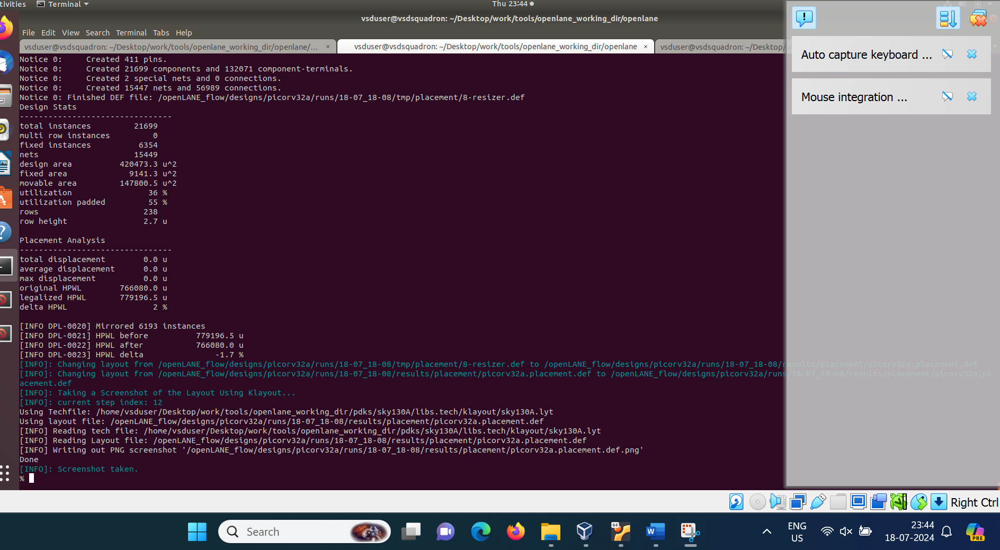 tivities   Terminal   Thu 23:44
vsduser@vsdsquadron: ~/Desktop/work/tools/openlane_working_dir/openlane
File   Edit   View   Search   Terminal   Tabs   Help
vsduser@vsdsquadron: ~/Desktop/work/tools/openlane_working_dir/openlane/... ×   vsduser@vsdsquadron: ~/Desktop/work/tools/openlane_working_dir/openlane ×   vsduser@vsdsquadron: ~/Desktop/w
Auto capture keyboard ...
Mouse integration ...
Notice 0:     Created 411 pins.
Notice 0:     Created 21699 components and 132071 component-terminals.
Notice 0:     Created 2 special nets and 0 connections.
Notice 0:     Created 15447 nets and 56989 connections.
Notice 0: Finished DEF file: /openLANE_flow/designs/picorv32a/runs/18-07_18-08/tmp/placement/8-resizer.def
Design Stats
--------------------------------
total instances         21699
multi row instances         0
fixed instances          6354
nets                    15449
design area          420473.3 u^2
fixed area             9141.3 u^2
movable area         147800.5 u^2
utilization                36 %
utilization padded         55 %
rows                      238
row height                2.7 u
Placement Analysis
--------------------------------
total displacement        0.0 u
average displacement      0.0 u
max displacement          0.0 u
original HPWL        766080.0 u
legalized HPWL       779196.5 u
delta HPWL                  2 %
[INFO DPL-0020] Mirrored 6193 instances
[INFO DPL-0021] HPWL before          779196.5 u
[INFO DPL-0022] HPWL after           766080.0 u
[INFO DPL-0023] HPWL delta               -1.7 %
[INFO]: Changing layout from /openLANE_flow/designs/picorv32a/runs/18-07_18-08/tmp/placement/8-resizer.def to /openLANE_flow/designs/picorv32a/runs/18-07_18-08/results/placement/picorv32a.placement.def
[INFO]: Changing layout from /openLANE_flow/designs/picorv32a/runs/18-07_18-08/results/placement/picorv32a.placement.def to /openLANE_flow/designs/picorv32a/runs/18-07_18-08/results/placement/picorv32a.pl
acement.def
[INFO]: Taking a Screenshot of the Layout Using Klayout...
[INFO]: current step index: 12
Using Techfile: /home/vsduser/Desktop/work/tools/openlane_working_dir/pdks/sky130A/libs.tech/klayout/sky130A.lyt
Using layout file: /openLANE_flow/designs/picorv32a/runs/18-07_18-08/results/placement/picorv32a.placement.def
[INFO] Reading tech file: /home/vsduser/Desktop/work/tools/openlane_working_dir/pdks/sky130A/libs.tech/klayout/sky130A.lyt
[INFO] Reading Layout file: /openLANE_flow/designs/picorv32a/runs/18-07_18-08/results/placement/picorv32a.placement.def
[INFO] Writing out PNG screenshot '/openLANE_flow/designs/picorv32a/runs/18-07_18-08/results/placement/picorv32a.placement.def.png'
Done
[INFO]: Screenshot taken.
%
Right Ctrl
Search   64   W   ENG   23:44   PRE
US   18-07-2024